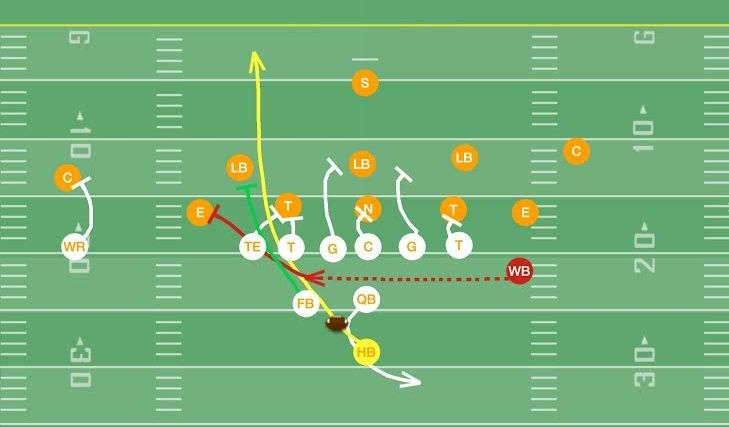 G G
S
10 10
C
LB LB LB
C
E T N T E
WR TE T G C G T
20 20
WB
FB QB
HB
30 30